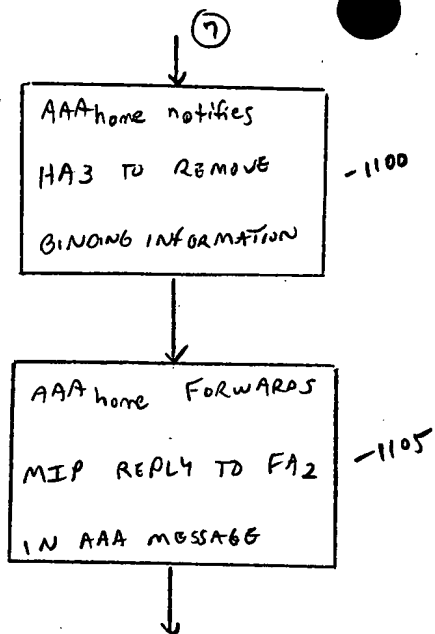 7
AAAhome notifies
HA3 TO REMOVE
BINDING INFORMATION
1100
AAAhome FORWARDS
MIP REPLY TO FA2
IN AAA MESSAGE
1105